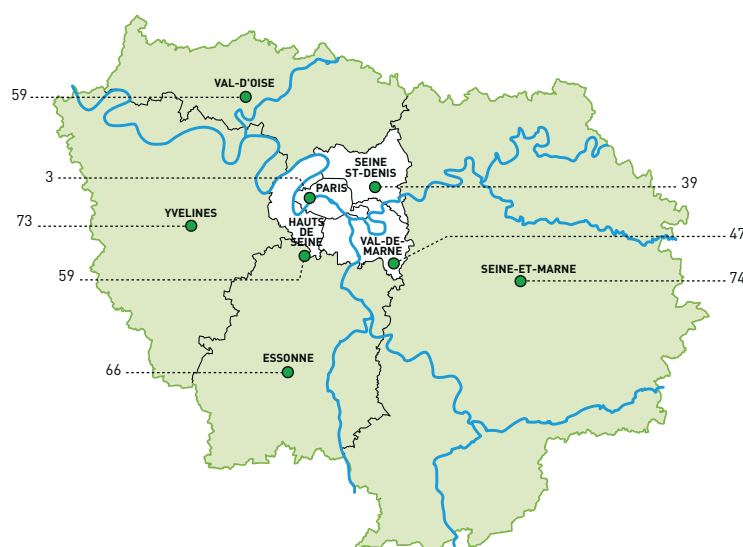 VAL-D'OISE
59
SEINE
ST-DENIS
3
PARIS
39
YVELINES
73
HAUTS
DE
SEINE
VAL-DE-
MARNE
47
SEINE-ET-MARNE
74
59
ESSONNE
66